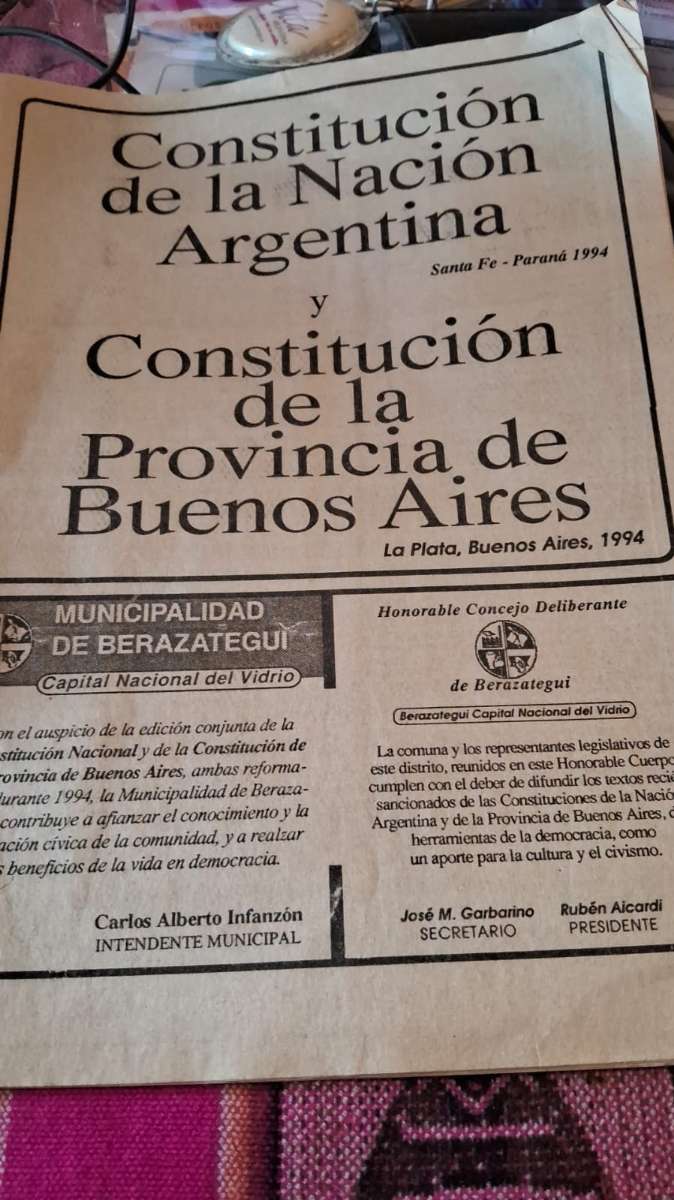 Constitución
de la Nación
Argentina
Santa Fe - Paraná 1994
y
Constitución
de la
Provincia de
Buenos Aires
La Plata, Buenos Aires, 1994
MUNICIPALIDAD
DE BERAZATEGUI
Capital Nacional del Vidrio
on el auspicio de la edición conjunta de la
stitución Nacional y de la Constitución de
rovincia de Buenos Aires, ambas reforma-
durante 1994, la Municipalidad de Beraza-
contribuye a afianzar el conocimiento y la
ación cívica de la comunidad, y a realzar
s beneficios de la vida en democracia.
Carlos Alberto Infanzón
INTENDENTE MUNICIPAL
Honorable Concejo Deliberante
de Berazategui
Berazategui Capital Nacional del Vidrio
La comuna y los representantes legislativos de
este distrito, reunidos en este Honorable Cuerpo
cumplen con el deber de difundir los textos recié
sancionados de las Constituciones de la Nació
Argentina y de la Provincia de Buenos Aires, c
herramientas de la democracia, como
un aporte para la cultura y el civismo.
José M. Garbarino
SECRETARIO
Rubén Aicardi
PRESIDENTE